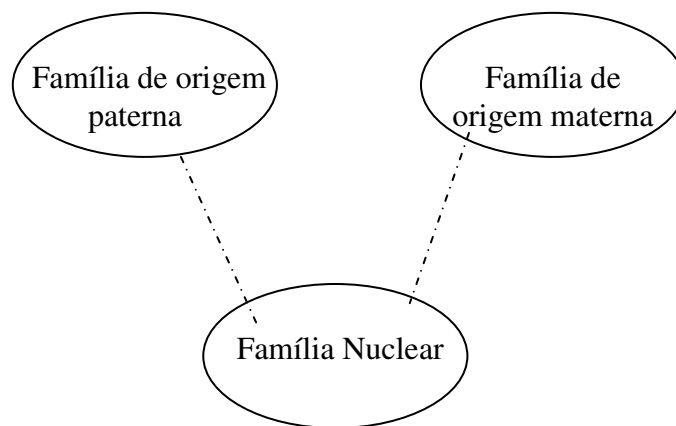 Família de origem
paterna
Família de
origem materna
Família Nuclear